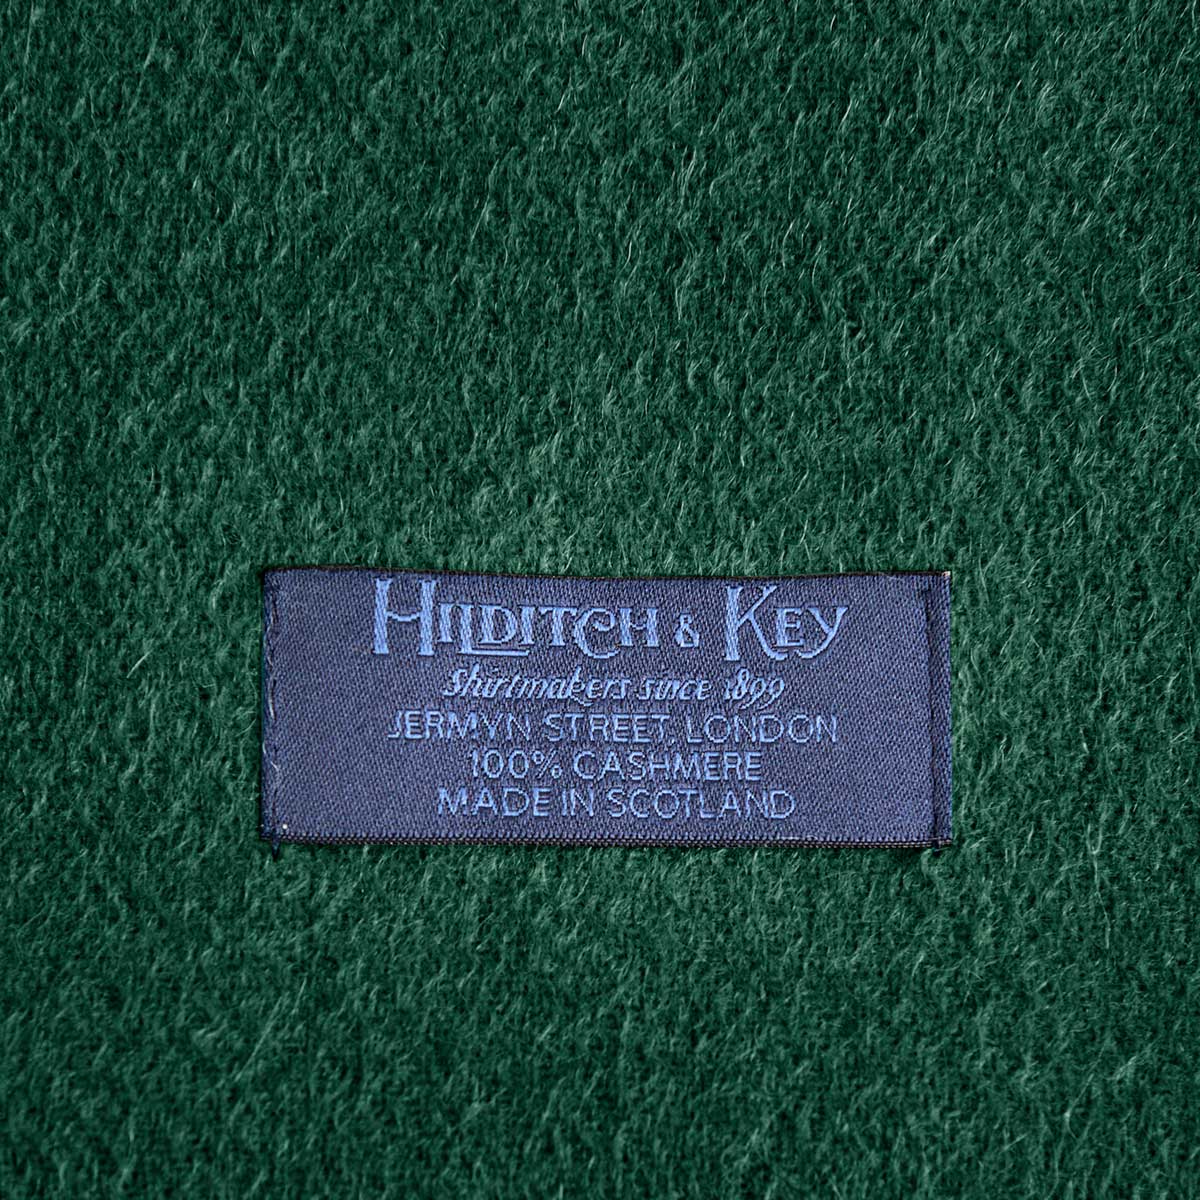 HILDITCH & KEY
Shirtmakers since 1899
JERMYN STREET, LONDON
100% CASHMERE
MADE IN SCOTLAND